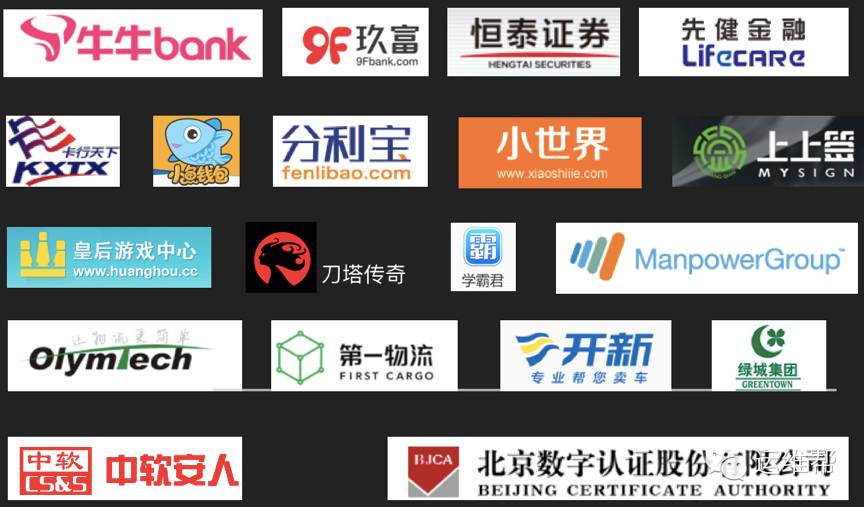 牛牛bank
9F 玖富
9Fbank.com
恒泰证券
HENGTAI SECURITIES
先健金融
LifeCARE
卡行天下
KXTX
小鱼钱包
分利宝
fenlibao.com
小世界
www.xiaoshijie.com
上上签
MYSIGN
皇后游戏中心
www.huanghou.cc
刀塔传奇
霸
学霸君
ManpowerGroup™
让物流更简单
OlymTech
第一物流
FIRST CARGO
开新
专业帮您卖车
绿城集团
GREENTOWN
中软
CS&S
中软安人
BJCA
北京数字认证股份有限公司
BEIJING CERTIFICATE AUTHORITY
运维帮